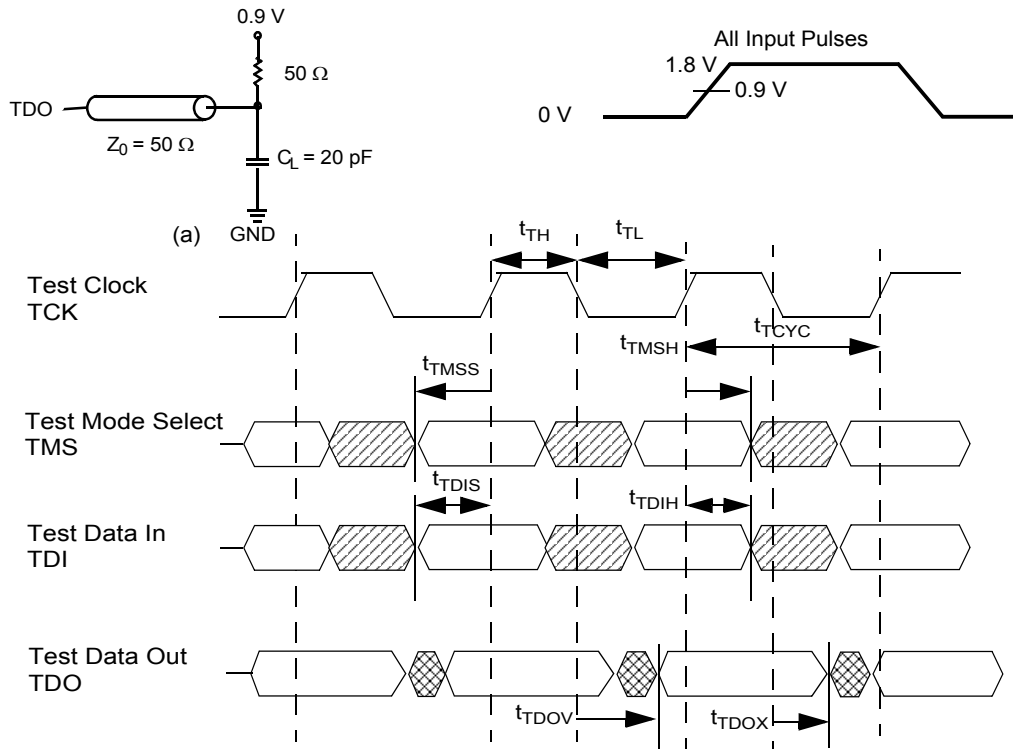 0.9 V
All Input Pulses
50 Ω
1.8 V
0.9 V
TDO
0 V
Z0 = 50 Ω
CL = 20 pF
(a)
GND
tTH
tTL
Test Clock
TCK
tTCYC
tTMSH
tTMSS
Test Mode Select
TMS
tTDIS
tTDIH
Test Data In
TDI
Test Data Out
TDO
tTDOV
tTDOX